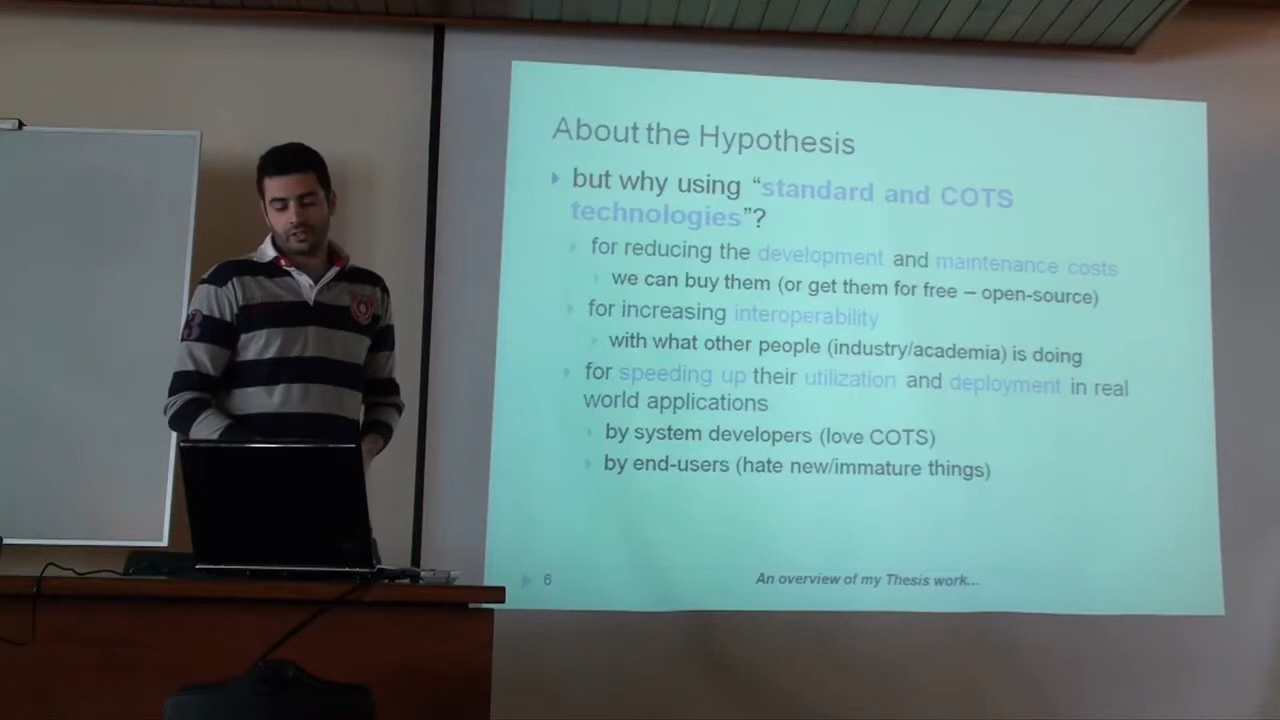 About the Hypothesis
but why using “standard and COTS
technologies”?
for reducing the development and maintenance costs
we can buy them (or get them for free – open-source)
for increasing interoperability
with what other people (industry/academia) is doing
for speeding up their utilization and deployment in real
world applications
by system developers (love COTS)
by end-users (hate new/immature things)
6
An overview of my Thesis work...
3